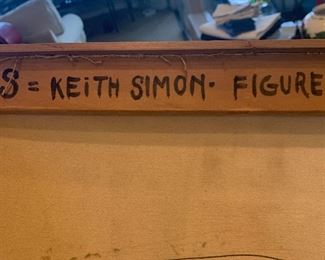 S = KEiTH SIMON. FIGURE